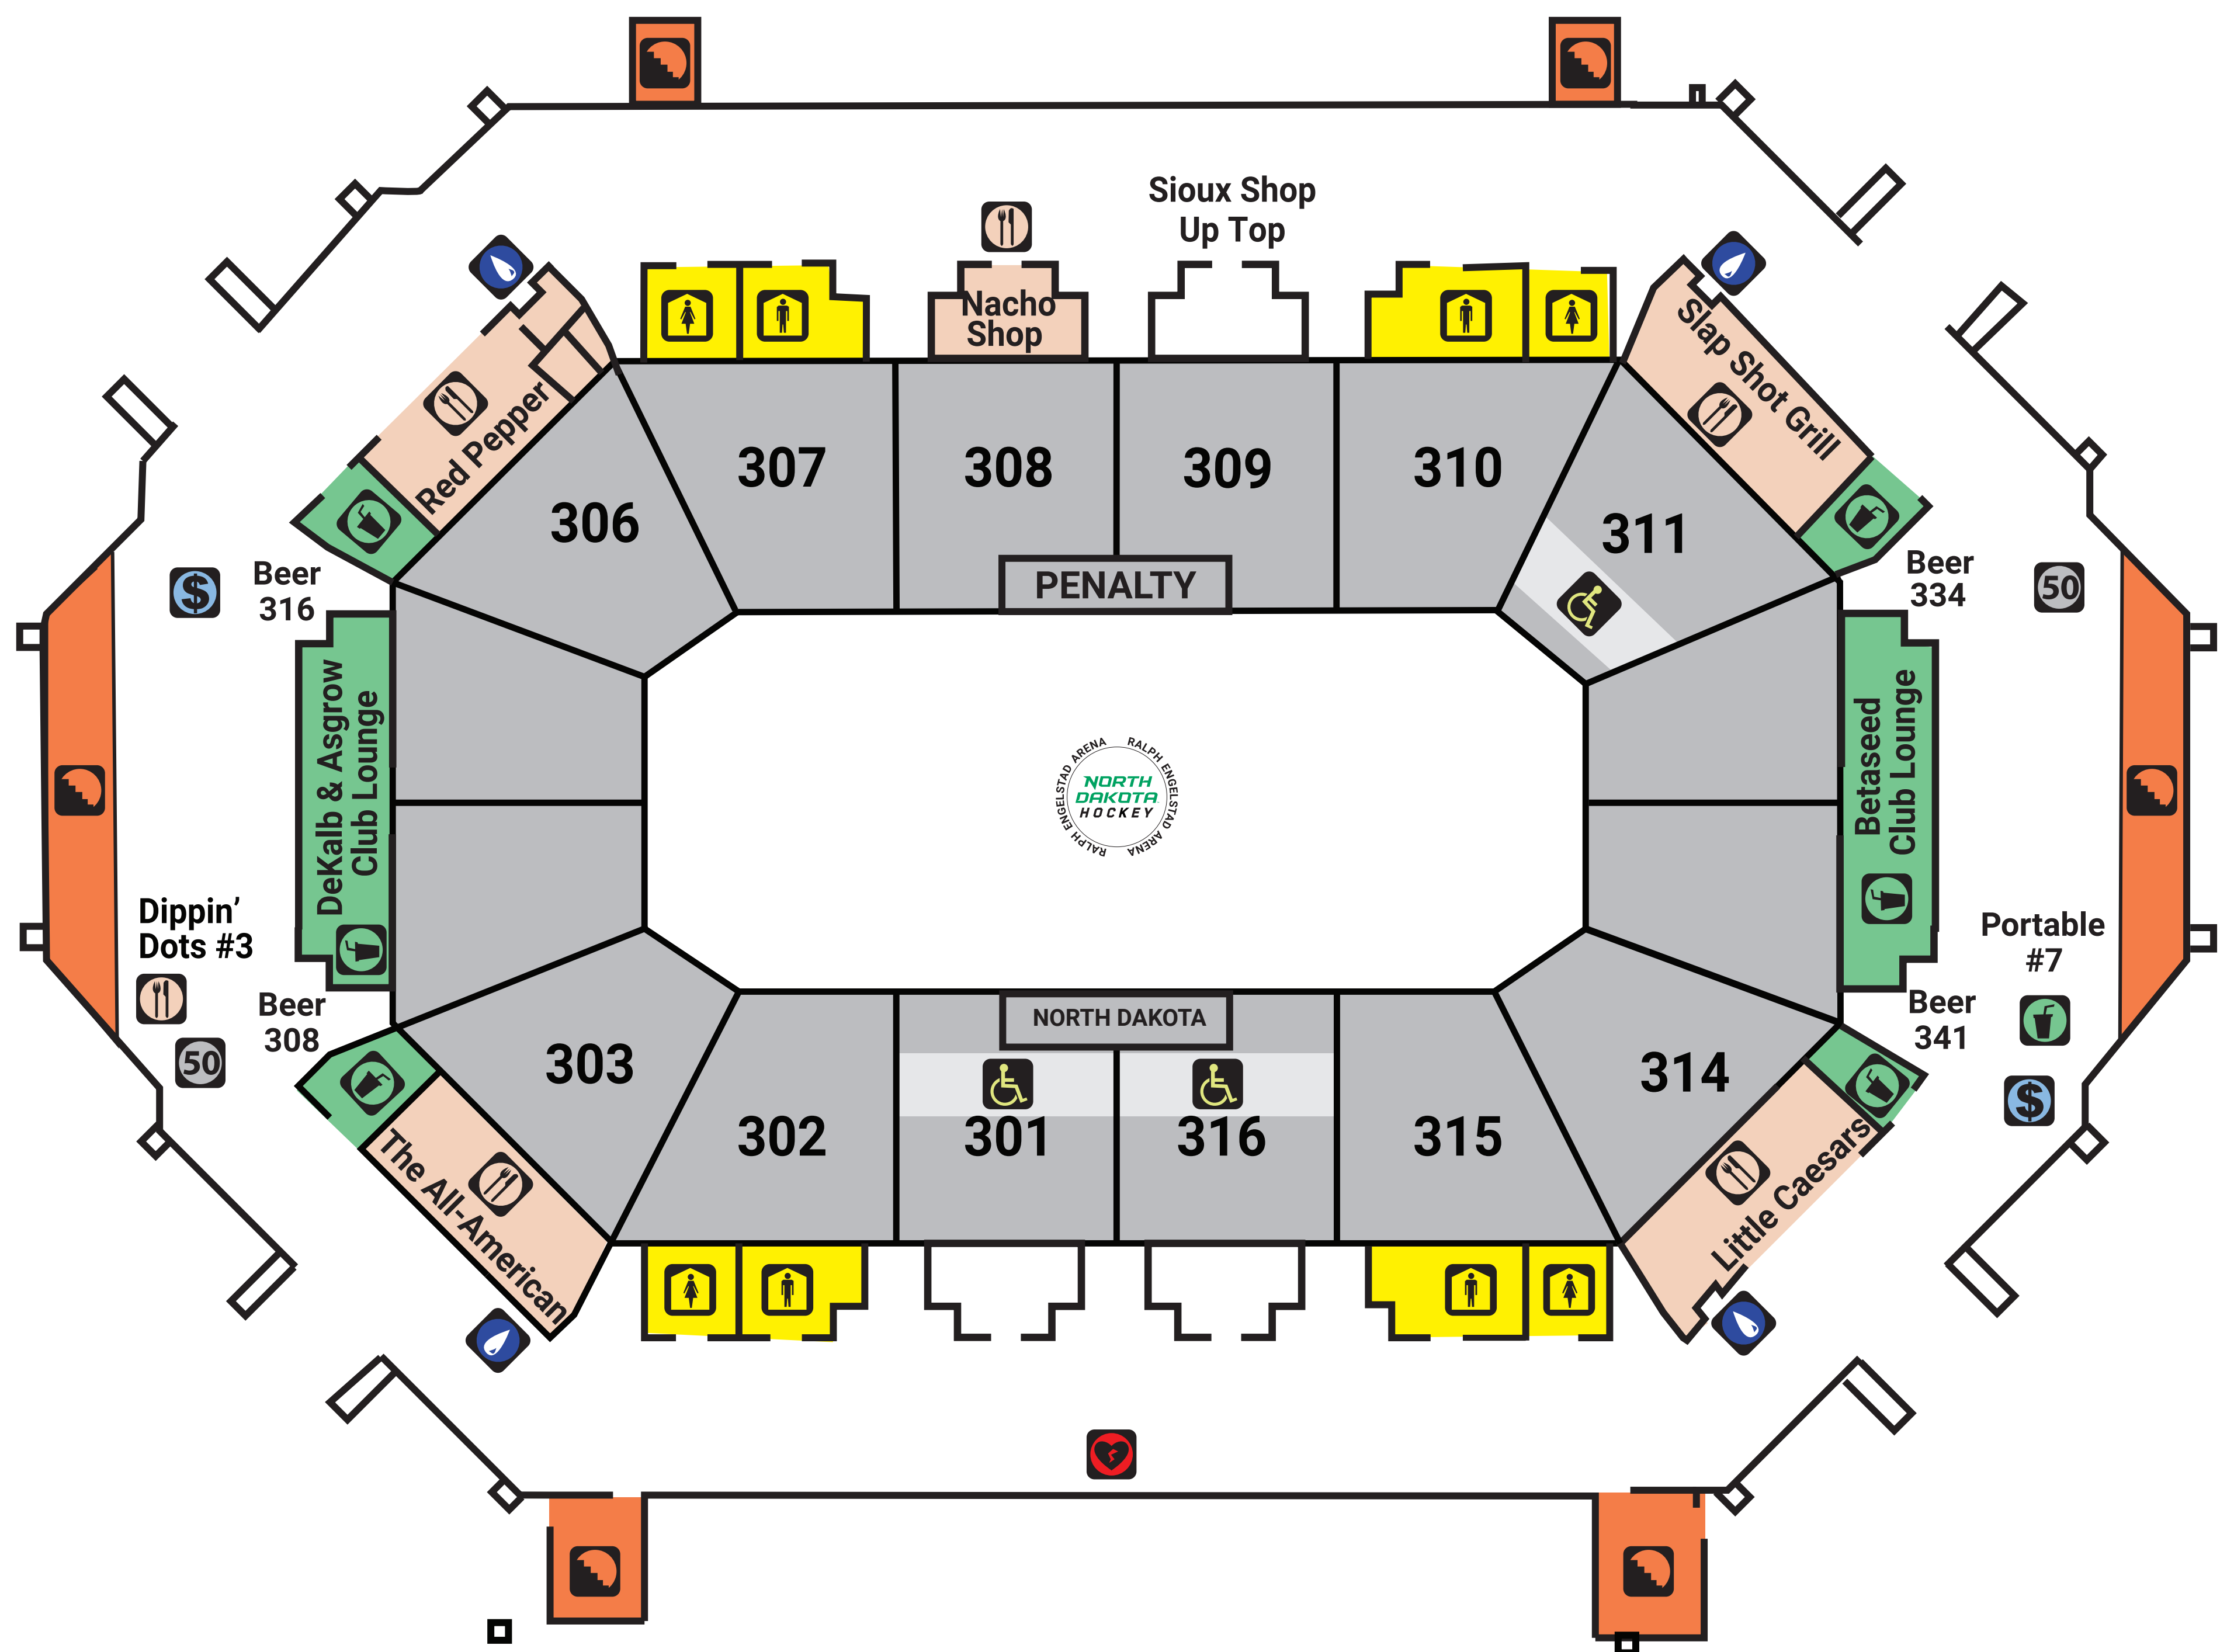 Sioux Shop
Up Top
Nacho
Shop
Red Pepper
Slap Shot Grill
307
308
309
310
306
311
PENALTY
Beer
316
Beer
334
50
DeKalb & Asgrow
Club Lounge
Betaseed
Club Lounge
RALPH ENGELSTAD ARENA
RALPH ENGELSTAD ARENA
NORTH
DAKOTA
HOCKEY
$
Dippin’
Dots #3
Portable
#7
Beer
308
50
Beer
341
$
NORTH DAKOTA
303
314
302
301
316
315
The All-American
Little Caesars